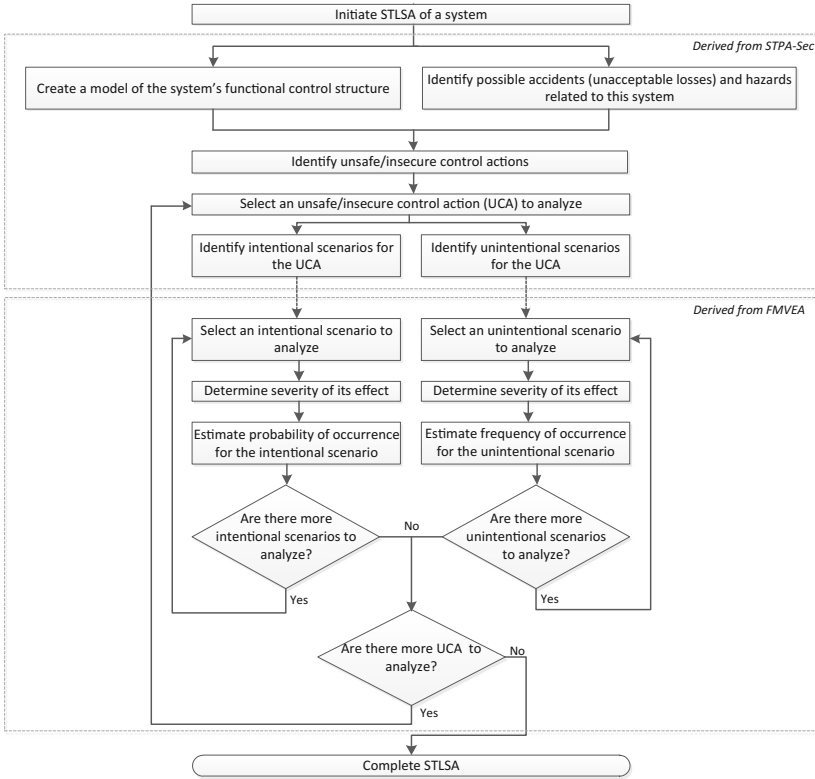 Initiate STLSA of a system
Derived from STPA-Sec
Create a model of the system's functional control structure
Identify possible accidents (unacceptable losses) and hazards
related to this system
Identify unsafe/insecure control actions
Select an unsafe/insecure control action (UCA) to analyze
Identify intentional scenarios for
the UCA
Identify unintentional scenarios
for the UCA
Derived from FMVEA
Select an intentional scenario to
analyze
Select an unintentional scenario
to analyze
Determine severity of its effect
Determine severity of its effect
Estimate probability of occurrence
for the intentional scenario
Estimate frequency of occurrence
for the unintentional scenario
Are there more
intentional scenarios to
analyze?
No
Are there more
unintentional scenarios
to analyze?
Yes
Yes
Are there more UCA to
analyze?
No
Yes
Complete STLSA